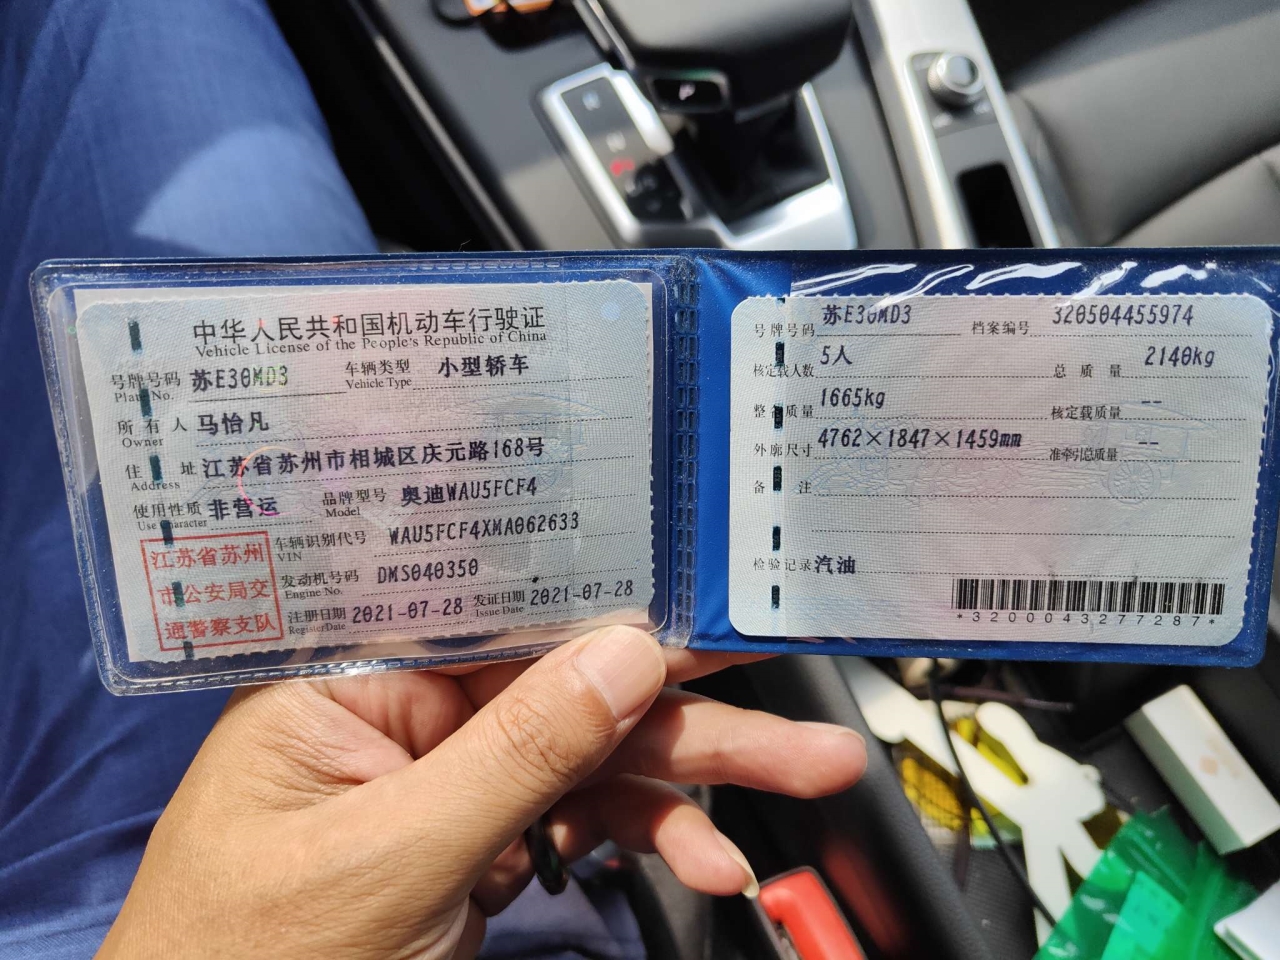 中华人民共和国机动车行驶证
Vehicle License of the People's Republic of China
号牌号码 苏E30MD3 车辆类型 小型轿车
Plate No. Vehicle Type
所有人 马怡凡
Owner
住址 江苏省苏州市相城区庆元路168号
Address
使用性质 非营运 品牌型号 奥迪WAU5FCF4
Use Character Model
车辆识别代号 WAU5FCF4XMA062633
VIN
发动机号码 DMS040350
Engine No.
注册日期 2021-07-28 发证日期 2021-07-28
Register Date Issue Date
江苏省苏州
市公安局交
通警察支队
号牌号码 苏E30MD3 档案编号 320504455974
核定载人数 5人 总质量 2140kg
整备质量 1665kg 核定载质量 --
外廓尺寸 4762×1847×1459mm 准牵引总质量 --
备注
检验记录 汽油
*3200043277287*